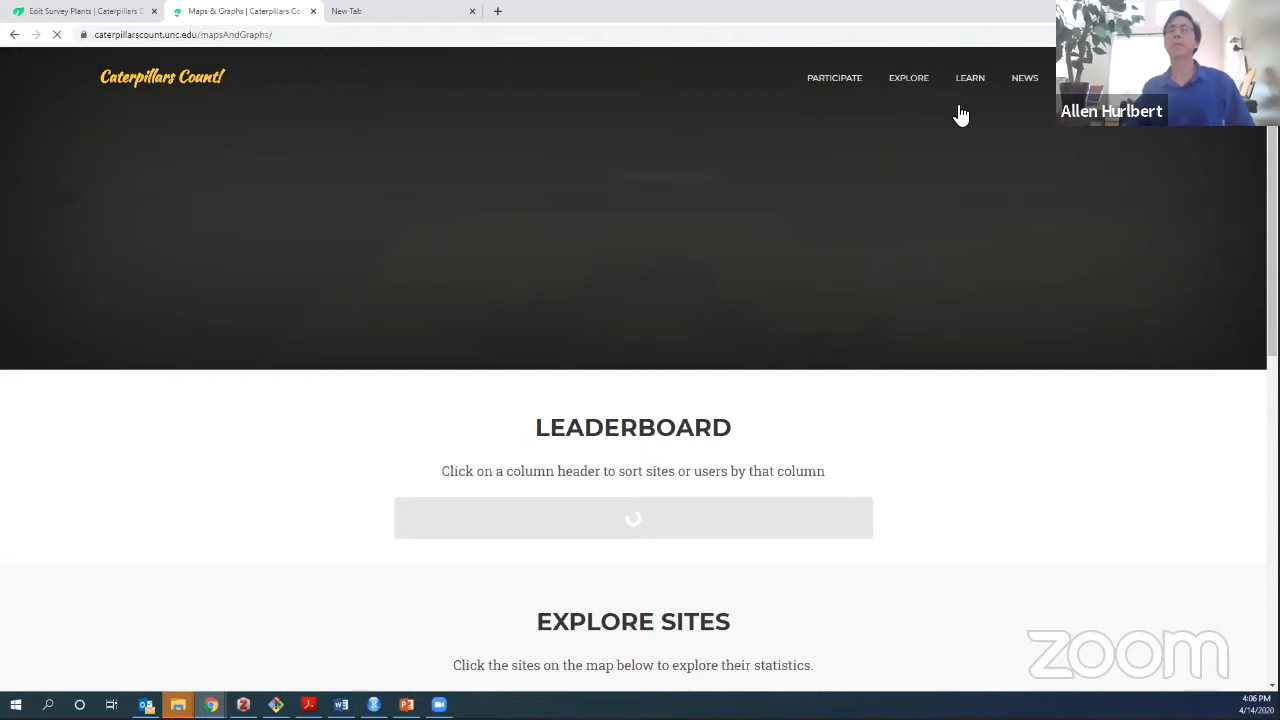 Edit Survey Plants | Caterpillars C
Maps & Graphs | Caterpillars Cou
New Tab
caterpillarscount.unc.edu/mapsAndGraphs/
Caterpillars Count!
PARTICIPATE
EXPLORE
LEARN
NEWS
Allen Hurlbert
LEADERBOARD
Click on a column header to sort sites or users by that column
EXPLORE SITES
Click the sites on the map below to explore their statistics.
zoom
4:06 PM
4/14/2020